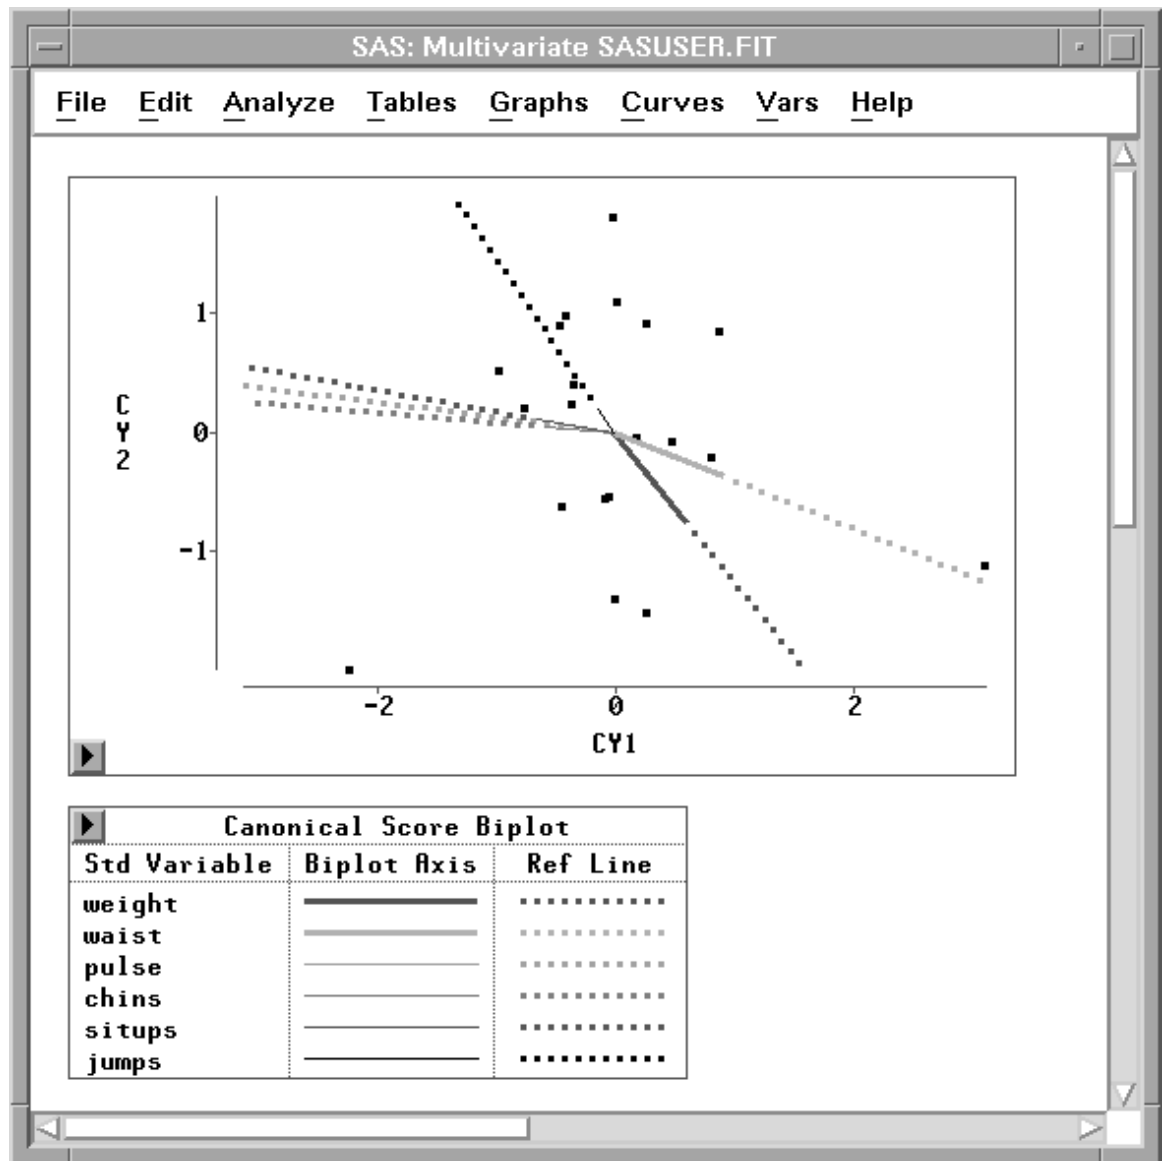 SAS: Multivariate SASUSER.FIT
File Edit Analyze Tables Graphs Curves Vars Help
1
0
-1
C
Y
2
-2 0 2
CY1
Canonical Score Biplot
Std Variable Biplot Axis Ref Line
weight
waist
pulse
chins
situps
jumps